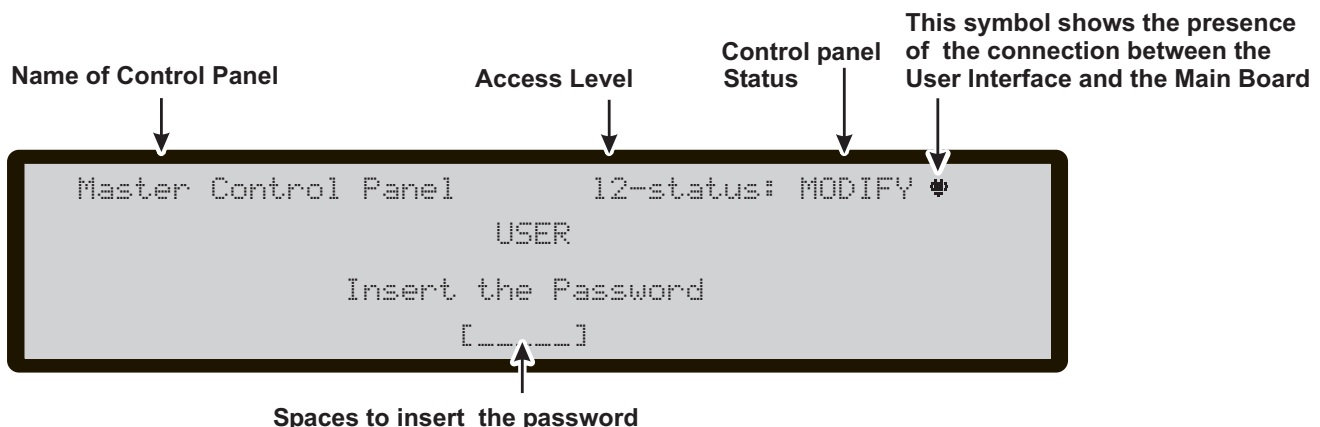 This symbol shows the presence
of the connection between the
User Interface and the Main Board
Control panel
Status
Access Level
Name of Control Panel
Master Control Panel l2-status: MODIFY
USER
Insert the Password
[_____]
Spaces to insert the password